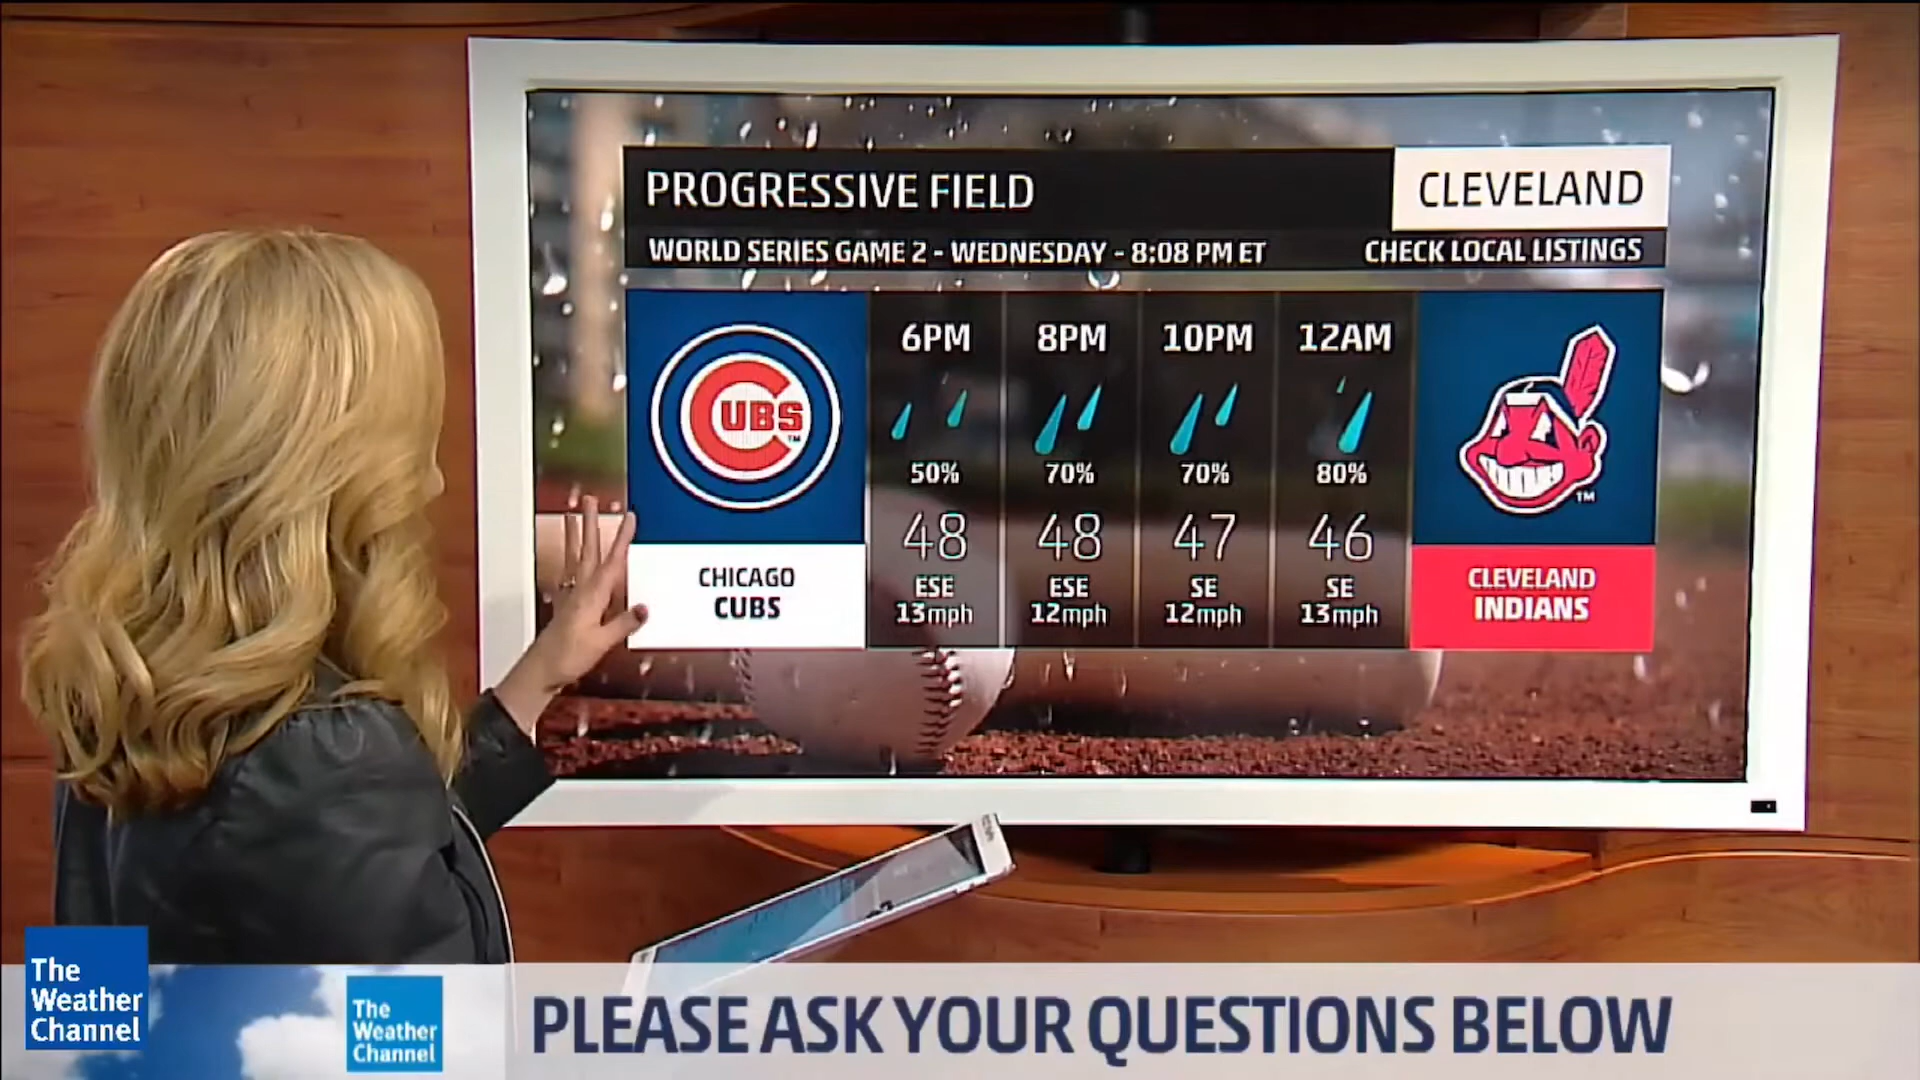 PROGRESSIVE FIELD
CLEVELAND
WORLD SERIES GAME 2 - WEDNESDAY - 8:08 PM ET
CHECK LOCAL LISTINGS
6PM 8PM 10PM 12AM
CUBS
TM
50% 70% 70% 80%
TM
48 48 47 46
ESE ESE SE SE
13mph 12mph 12mph 13mph
CHICAGO
CUBS
CLEVELAND
INDIANS
The
Weather
Channel
The
Weather
Channel
PLEASE ASK YOUR QUESTIONS BELOW